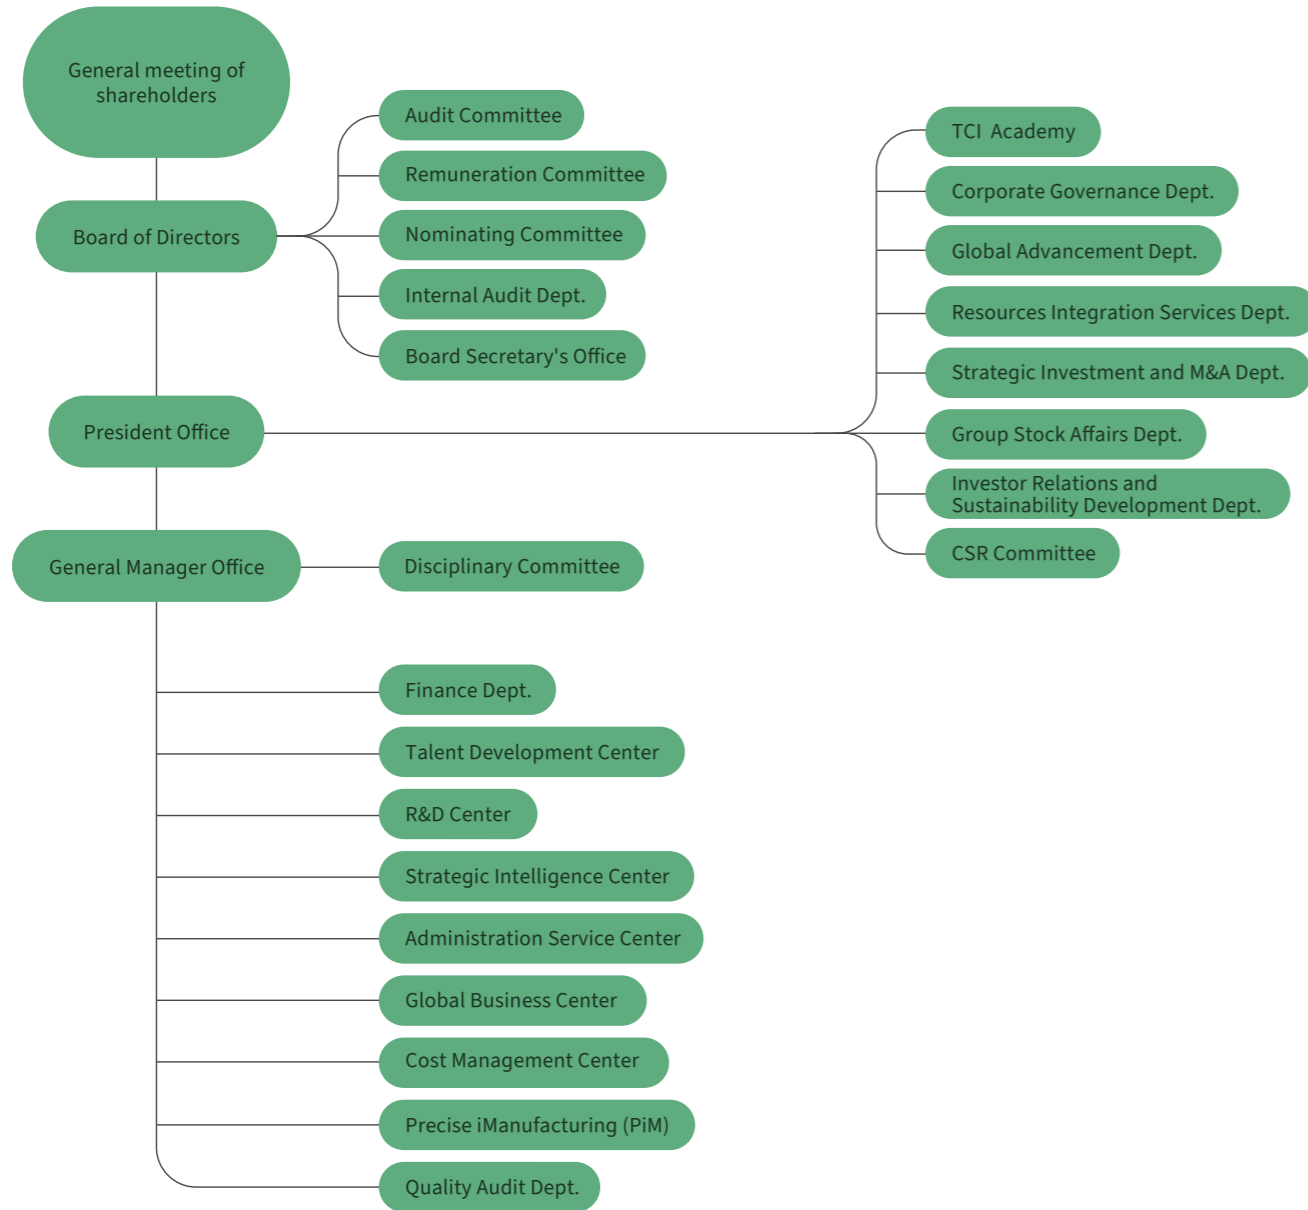 General meeting of
shareholders
Board of Directors
Audit Committee
Remuneration Committee
Nominating Committee
Internal Audit Dept.
Board Secretary's Office
President Office
TCI Academy
Corporate Governance Dept.
Global Advancement Dept.
Resources Integration Services Dept.
Strategic Investment and M&A Dept.
Group Stock Affairs Dept.
Investor Relations and
Sustainability Development Dept.
CSR Committee
General Manager Office
Disciplinary Committee
Finance Dept.
Talent Development Center
R&D Center
Strategic Intelligence Center
Administration Service Center
Global Business Center
Cost Management Center
Precise iManufacturing (PiM)
Quality Audit Dept.